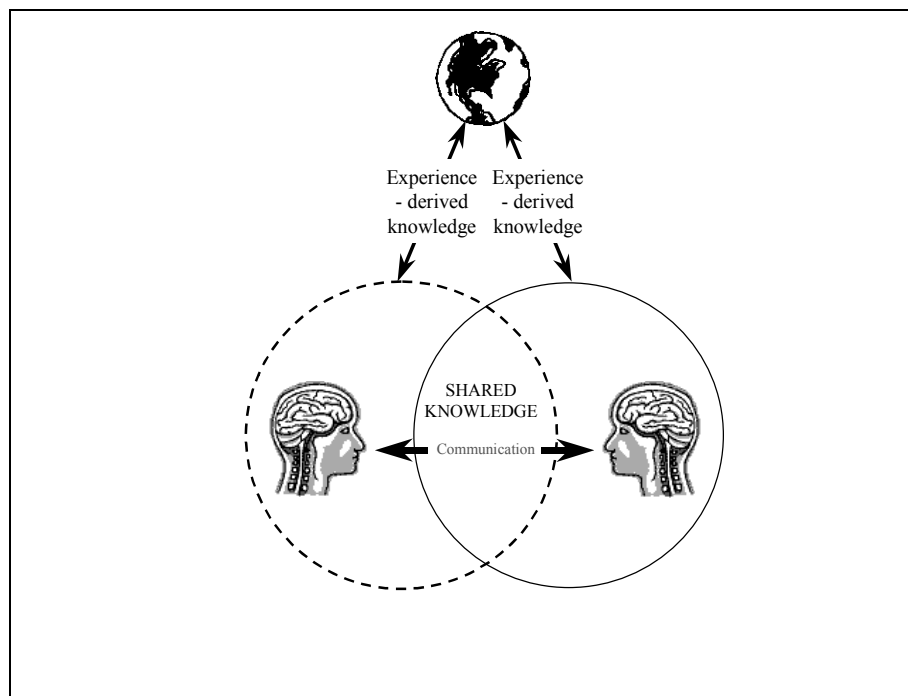 Experience
- derived
knowledge
Experience
- derived
knowledge
SHARED
KNOWLEDGE
Communication